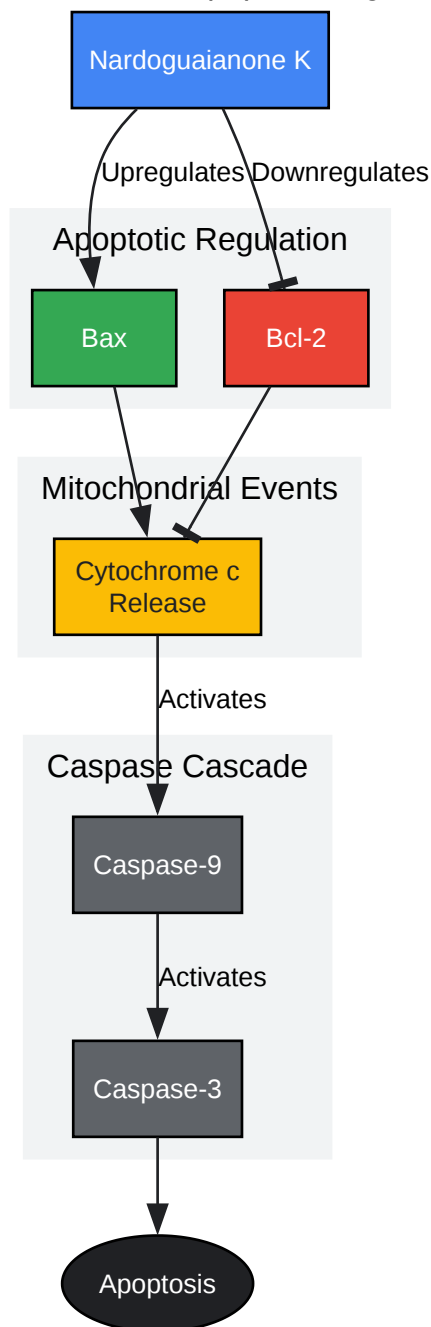 Nardoguaianone K
Upregulates Downregulates
Apoptotic Regulation
Bax
Bcl-2
Mitochondrial Events
Cytochrome c
Release
Activates
Caspase Cascade
Caspase-9
Activates
Caspase-3
Apoptosis